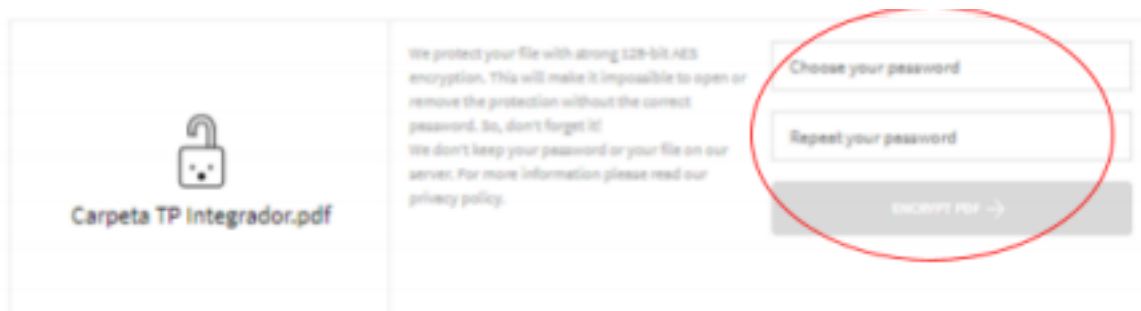 Carpeta TP Integrador.pdf
We protect your file with strong 128-bit AES
encryption. This will make it impossible to open or
remove the protection without the correct
password. So, don't forget it!
We don't keep your password or your file on our
server. For more information please read our
privacy policy.
Choose your password
Repeat your password
ENCRYPT PDF →